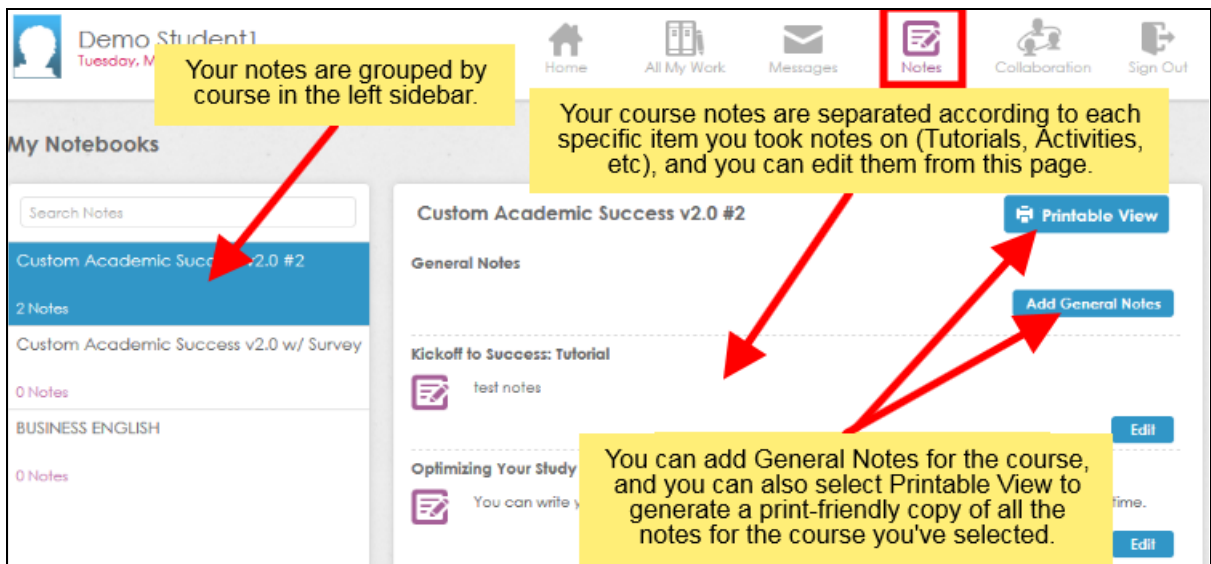 Demo Student1
Tuesday, M
Home
All My Work
Messages
Notes
Collaboration
Sign Out
Your notes are grouped by
course in the left sidebar.
Your course notes are separated according to each
specific item you took notes on (Tutorials, Activities,
etc), and you can edit them from this page.
My Notebooks
Search Notes
Custom Academic Success v2.0 #2
2 Notes
Custom Academic Success v2.0 w/ Survey
0 Notes
BUSINESS ENGLISH
0 Notes
Custom Academic Success v2.0 #2
Printable View
General Notes
Add General Notes
Kickoff to Success: Tutorial
test notes
Edit
Optimizing Your Study
You can write
time.
Edit
You can add General Notes for the course,
and you can also select Printable View to
generate a print-friendly copy of all the
notes for the course you've selected.